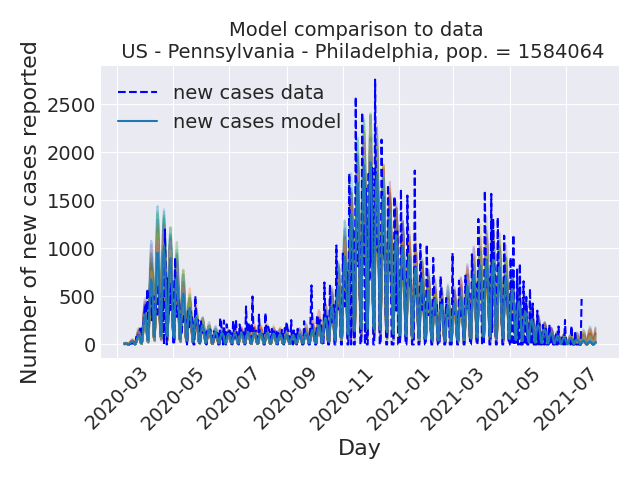 Model comparison to data
US - Pennsylvania - Philadelphia, pop. = 1584064
Number of new cases reported
2500
2000
1500
1000
500
0
new cases data
new cases model
2020-03
2020-05
2020-07
2020-09
2020-11
2021-01
2021-03
2021-05
2021-07
Day